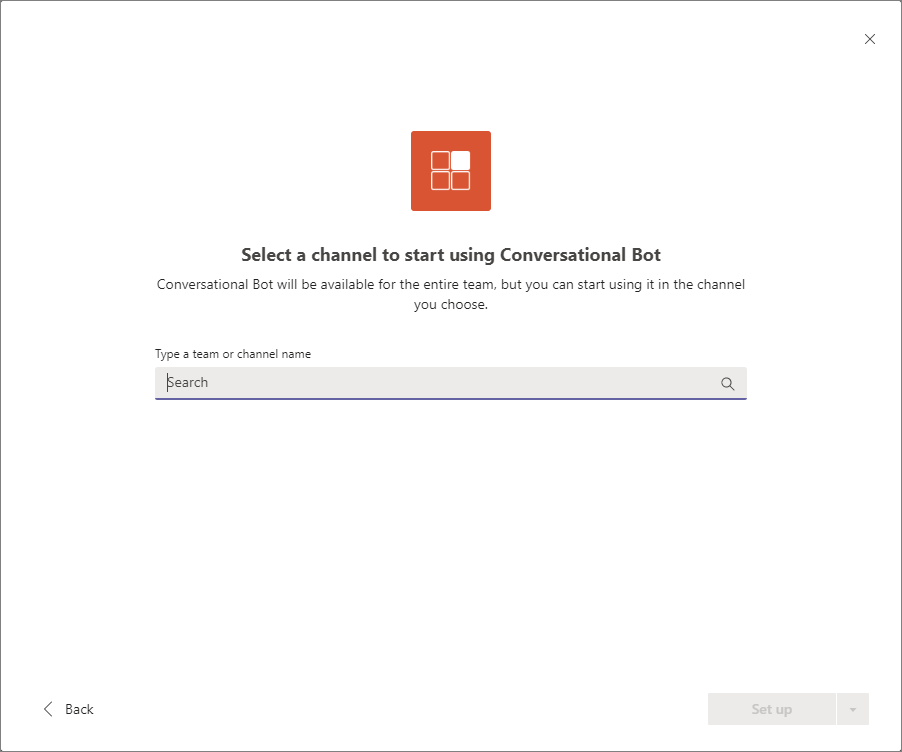 Select a channel to start using Conversational Bot
Conversational Bot will be available for the entire team, but you can start using it in the channel
you choose.
Type a team or channel name
Search
Back
Set up